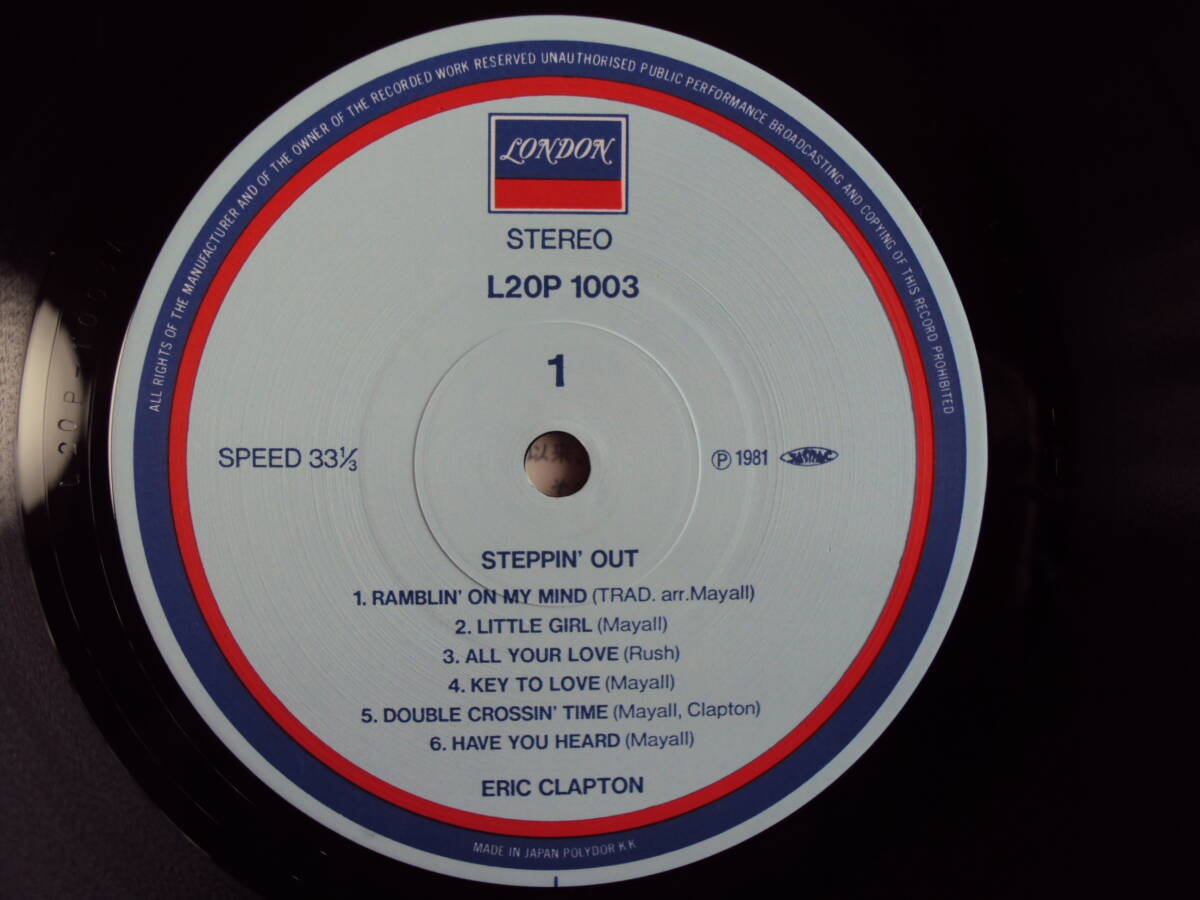 ALL RIGHTS OF THE MANUFACTURER AND OF THE OWNER OF THE RECORDED WORK RESERVED UNAUTHORISED PUBLIC PERFORMANCE BROADCASTING AND COPYING OF THIS RECORD PROHIBITED
LONDON
STEREO
L20P 1003
1
SPEED 33⅓
Ⓟ 1981 JASRAC
STEPPIN' OUT
1. RAMBLIN' ON MY MIND (TRAD. arr.Mayall)
2. LITTLE GIRL (Mayall)
3. ALL YOUR LOVE (Rush)
4. KEY TO LOVE (Mayall)
5. DOUBLE CROSSIN' TIME (Mayall, Clapton)
6. HAVE YOU HEARD (Mayall)
ERIC CLAPTON
MADE IN JAPAN POLYDOR K.K.